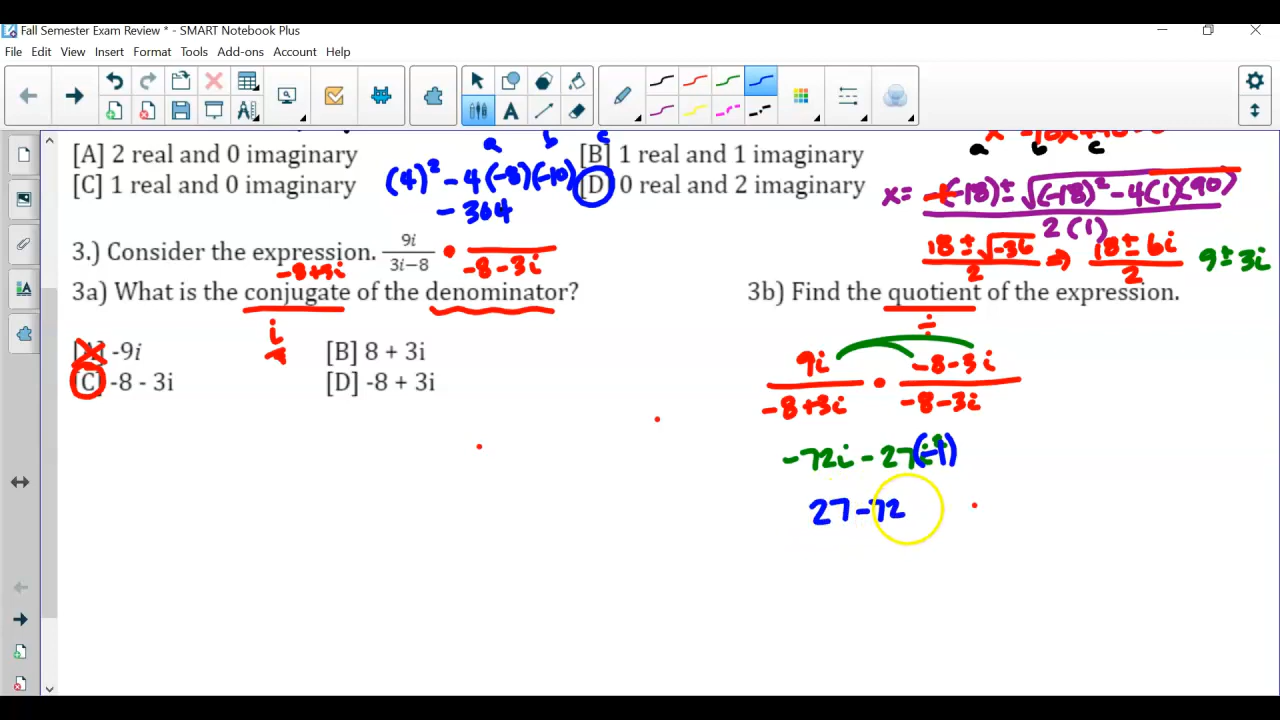 Fall Semester Exam Review * - SMART Notebook Plus
File Edit View Insert Format Tools Add-ons Account Help
a b c
[A] 2 real and 0 imaginary
[B] 1 real and 1 imaginary
[C] 1 real and 0 imaginary
[D] 0 real and 2 imaginary
(4)² - 4(-8)(-10)
- 304
a b c
x = -(-18) ± √(-18)² - 4(1)(90)
2(1)
18 ± √-36 / 2 ⇒ 18 ± 6i / 2 9 ± 3i
3.) Consider the expression. 9i / 3i−8 • / -8 - 3i
-8+3i
3a) What is the conjugate of the denominator?
i
[A] -9i
[B] 8 + 3i
[C] -8 - 3i
[D] -8 + 3i
3b) Find the quotient of the expression.
÷
9i / -8+3i • -8-3i / -8-3i
-72i - 27i²(-1)
27-72